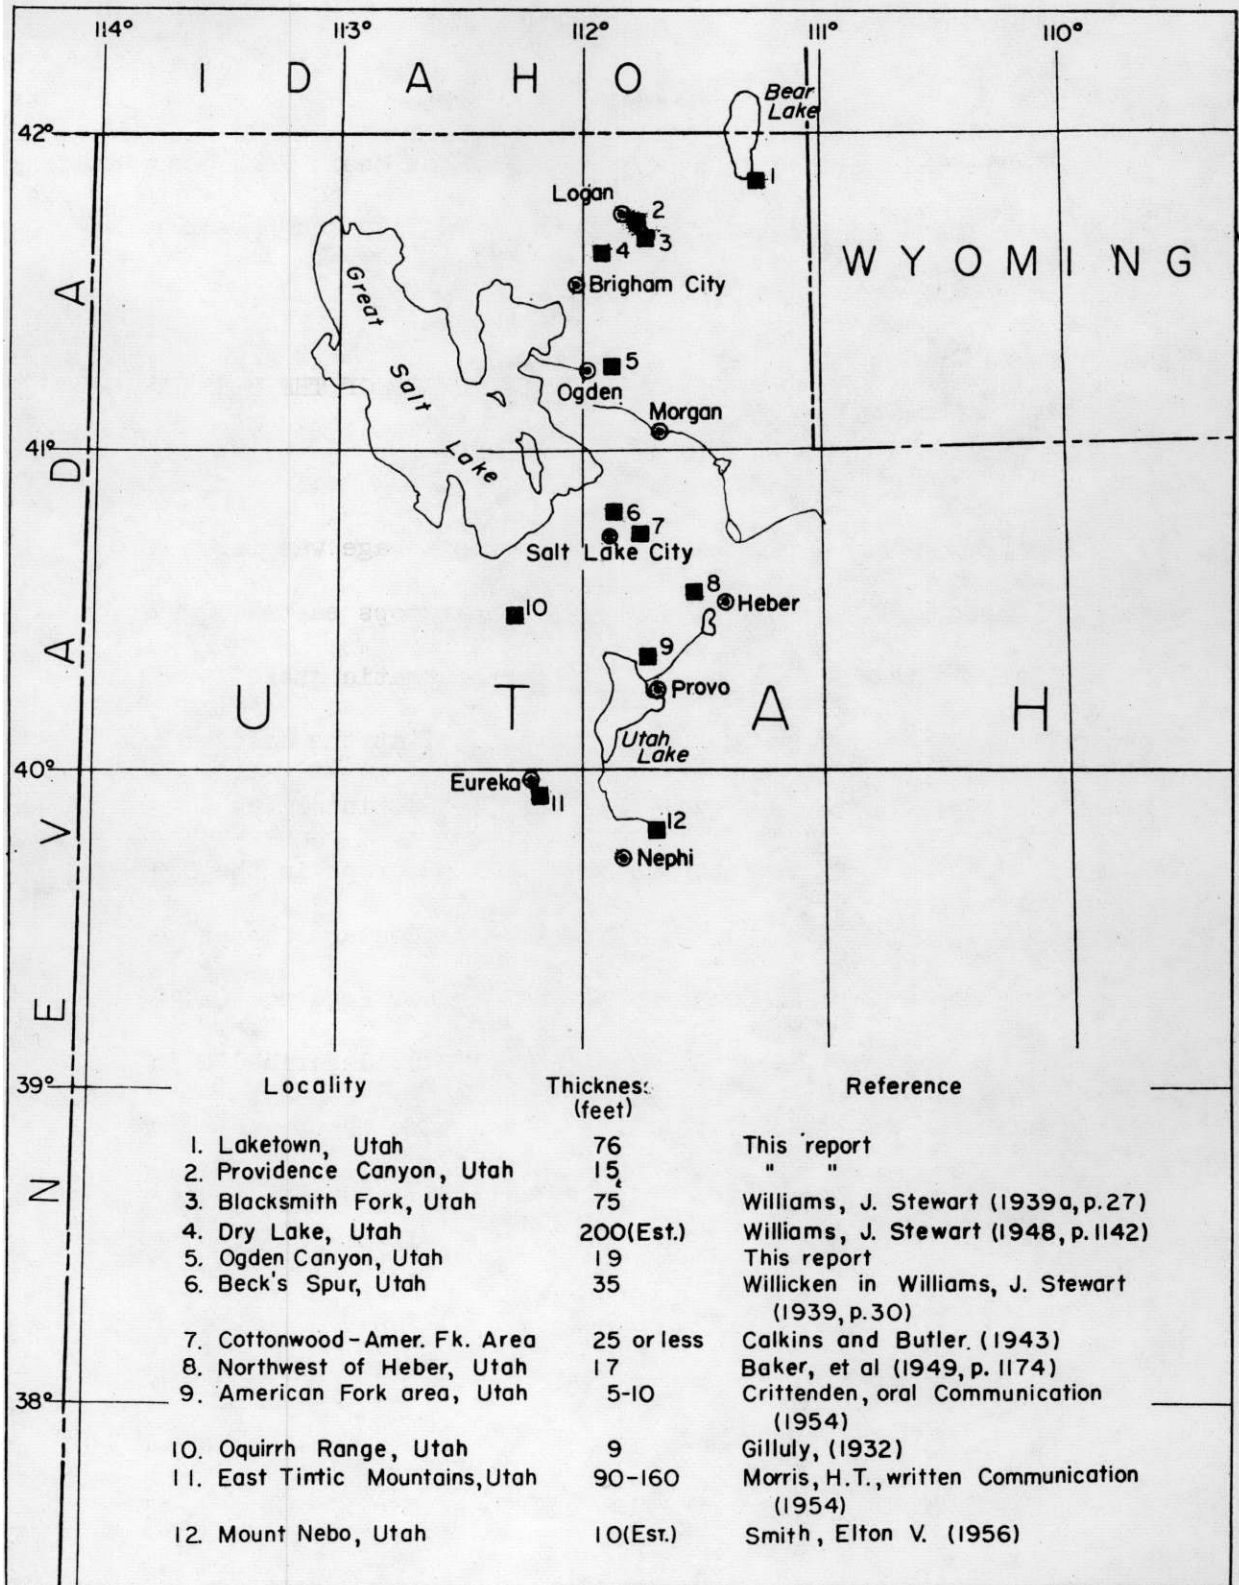 114° 113° 112° 111° 110°
I D A H O
Bear
Lake
42°
1
Logan
2
3
4
W Y O M I N G
Brigham City
Great
Salt
Lake
5
Ogden
Morgan
41°
6
7
Salt Lake City
8
Heber
10
9
Provo
U T A H
Utah
Lake
40°
Eureka
11
12
Nephi
N E V A D A
39°
38°
Locality Thickness Reference
(feet)
1. Laketown, Utah 76 This report
2. Providence Canyon, Utah 15 " "
3. Blacksmith Fork, Utah 75 Williams, J. Stewart (1939a, p.27)
4. Dry Lake, Utah 200(Est.) Williams, J. Stewart (1948, p.1142)
5. Ogden Canyon, Utah 19 This report
6. Beck's Spur, Utah 35 Willicken in Williams, J. Stewart
(1939, p.30)
7. Cottonwood-Amer. Fk. Area 25 or less Calkins and Butler. (1943)
8. Northwest of Heber, Utah 17 Baker, et al (1949, p. 1174)
9. American Fork area, Utah 5-10 Crittenden, oral Communication
(1954)
10. Oquirrh Range, Utah 9 Gilluly, (1932)
11. East Tintic Mountains, Utah 90-160 Morris, H.T., written Communication
(1954)
12. Mount Nebo, Utah 10(Est.) Smith, Elton V. (1956)